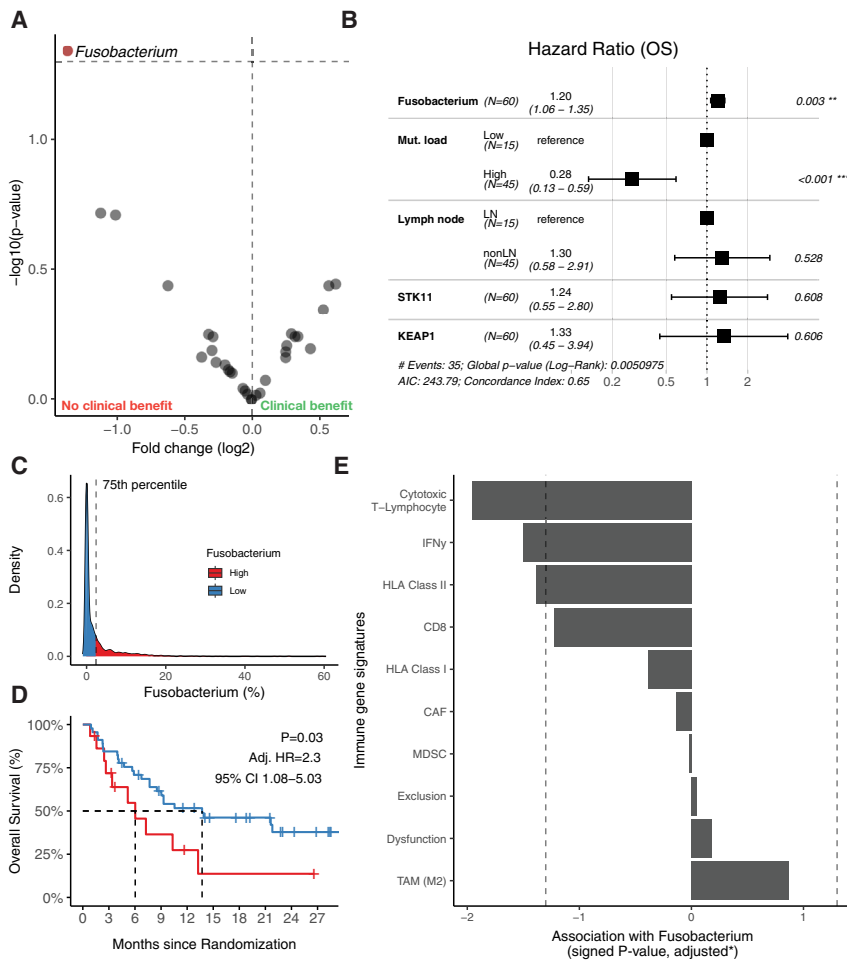 A
Fusobacterium
1.0
0.5
0.0
−log10(p−value)
No clinical benefit
Clinical benefit
−1.0
−0.5
0.0
0.5
Fold change (log2)
B
Hazard Ratio (OS)
Fusobacterium (N=60) 1.20 (1.06 − 1.35) 0.003 **
Mut. load Low (N=15) reference
High (N=45) 0.28 (0.13 − 0.59) <0.001 ***
Lymph node LN (N=15) reference
nonLN (N=45) 1.30 (0.58 − 2.91) 0.528
STK11 (N=60) 1.24 (0.55 − 2.80) 0.608
KEAP1 (N=60) 1.33 (0.45 − 3.94) 0.606
# Events: 35; Global p−value (Log−Rank): 0.0050975
AIC: 243.79; Concordance Index: 0.65
0.2
0.5
1
2
C
75th percentile
0.6
0.4
0.2
0.0
Density
Fusobacterium
High
Low
0
20
40
60
Fusobacterium (%)
D
100%
75%
50%
25%
0%
Overall Survival (%)
P=0.03
Adj. HR=2.3
95% CI 1.08−5.03
0 3 6 9 12 15 18 21 24 27
Months since Randomization
E
Immune gene signatures
Cytotoxic
T−Lymphocyte
IFNy
HLA Class II
CD8
HLA Class I
CAF
MDSC
Exclusion
Dysfunction
TAM (M2)
−2
−1
0
1
Association with Fusobacterium
(signed P−value, adjusted*)